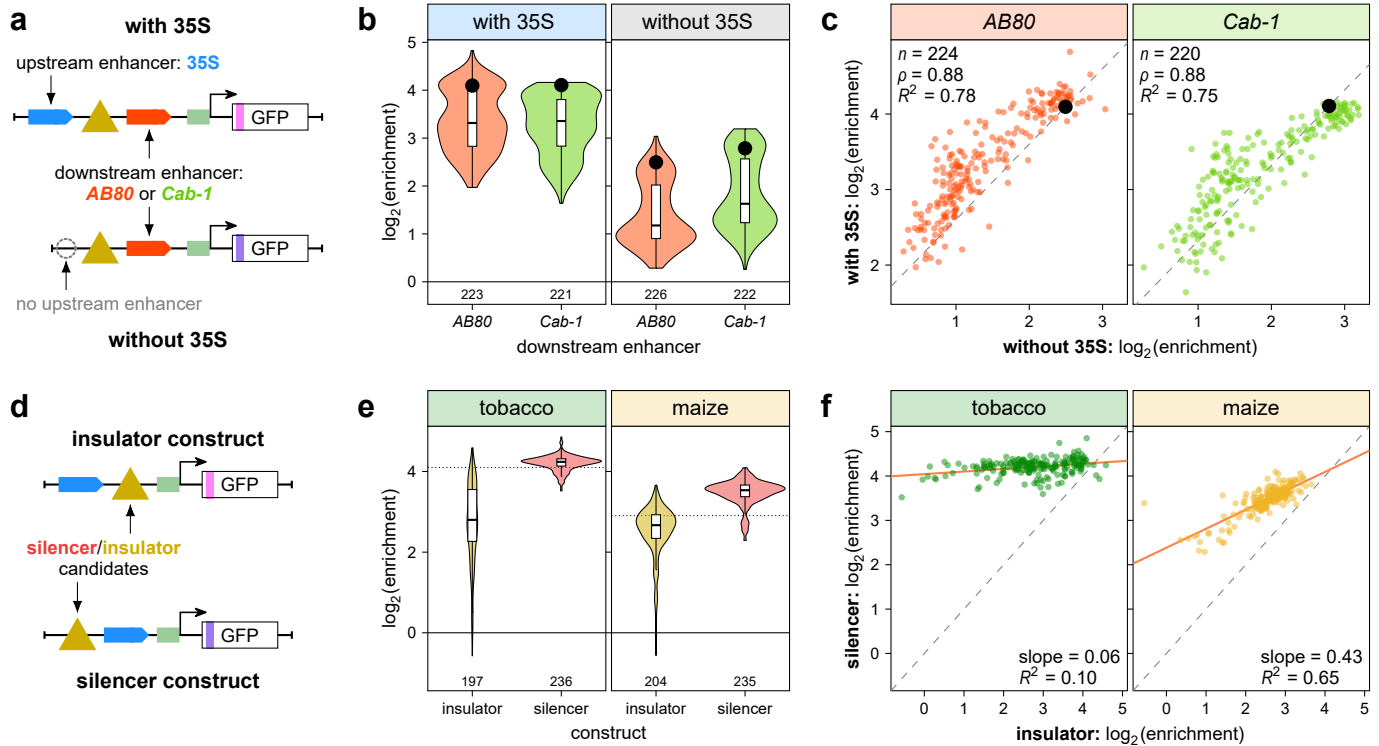 a
with 35S
upstream enhancer: 35S
GFP
downstream enhancer:
AB80 or Cab-1
GFP
no upstream enhancer
without 35S
b
with 35S
without 35S
log2(enrichment)
5
4
3
2
1
0
223
221
226
222
AB80
Cab-1
AB80
Cab-1
downstream enhancer
c
AB80
Cab-1
n = 224
ρ = 0.88
R² = 0.78
n = 220
ρ = 0.88
R² = 0.75
with 35S: log2(enrichment)
4
3
2
1
2
3
1
2
3
without 35S: log2(enrichment)
d
insulator construct
GFP
silencer/insulator
candidates
GFP
silencer construct
e
tobacco
maize
log2(enrichment)
4
2
0
197
236
204
235
insulator
silencer
insulator
silencer
construct
f
tobacco
maize
silencer: log2(enrichment)
5
4
3
2
1
0
slope = 0.06
R² = 0.10
slope = 0.43
R² = 0.65
0
1
2
3
4
5
0
1
2
3
4
5
insulator: log2(enrichment)